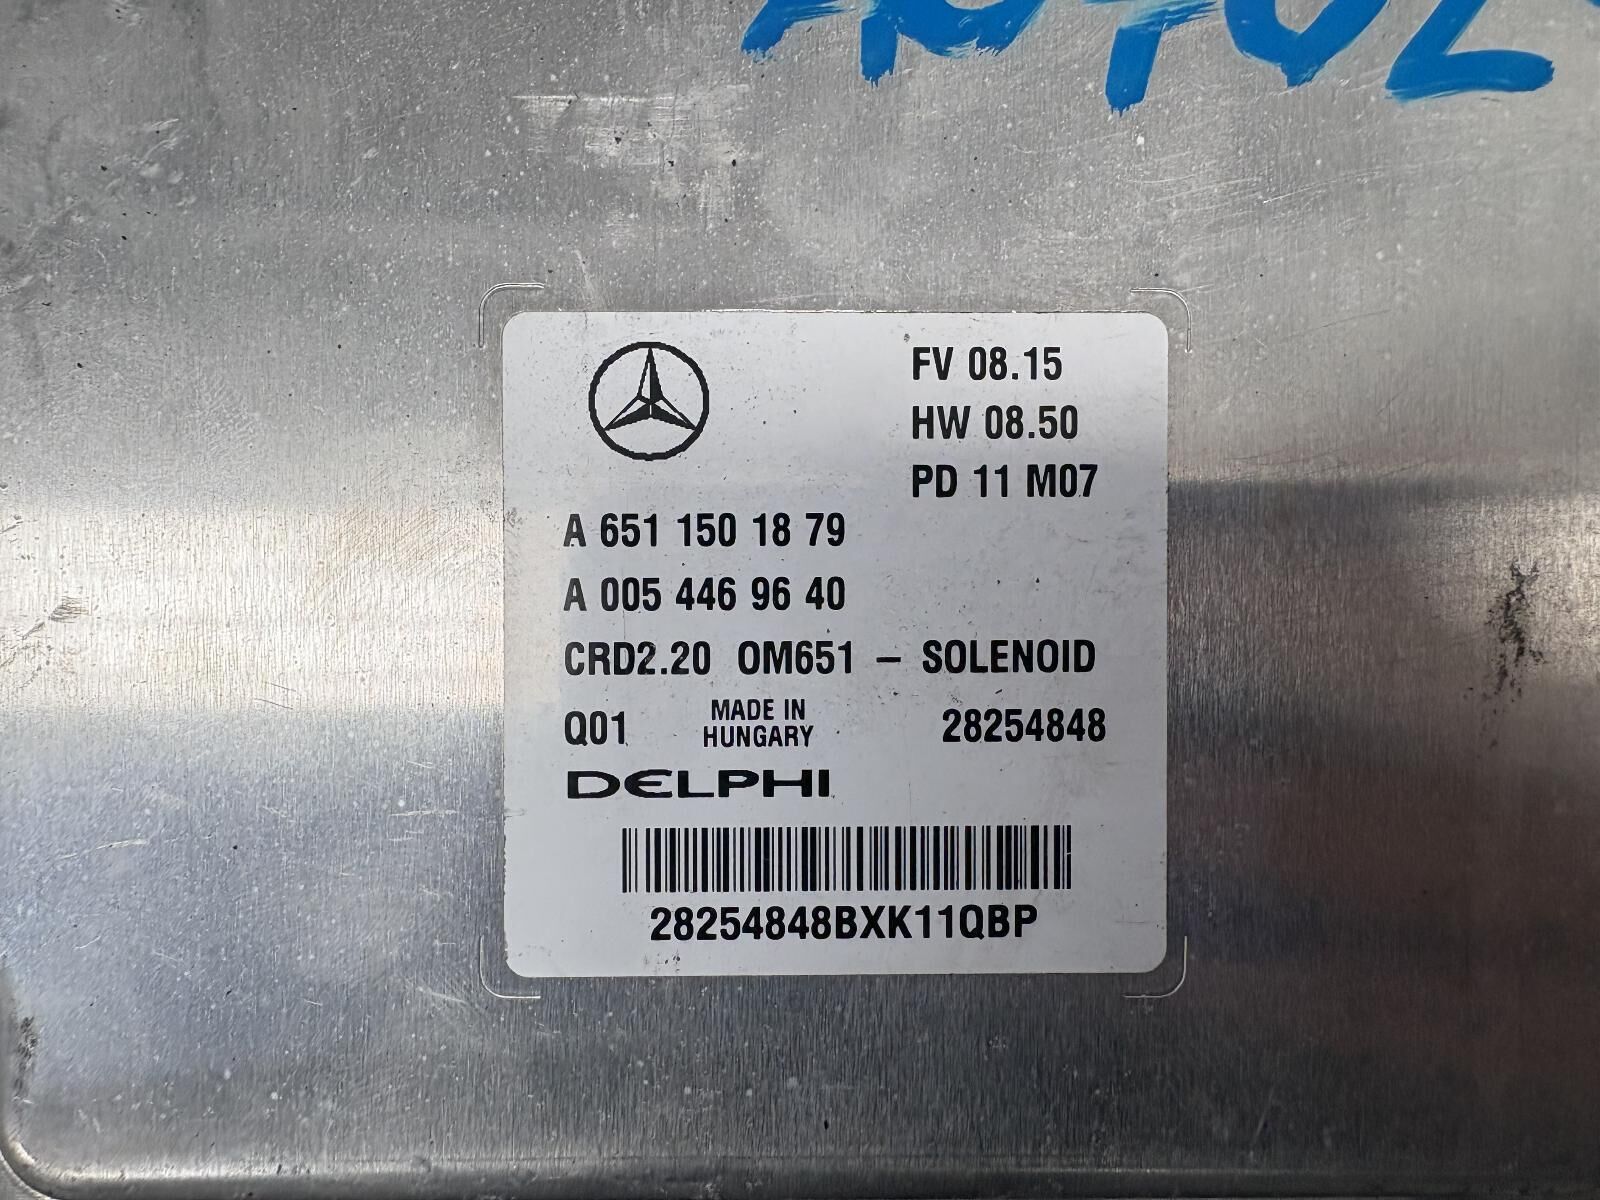 FV 08.15
HW 08.50
PD 11 M07
A 651 150 18 79
A 005 446 96 40
CRD2.20 OM651 – SOLENOID
Q01 MADE IN HUNGARY 28254848
DELPHI
28254848BXK11QBP